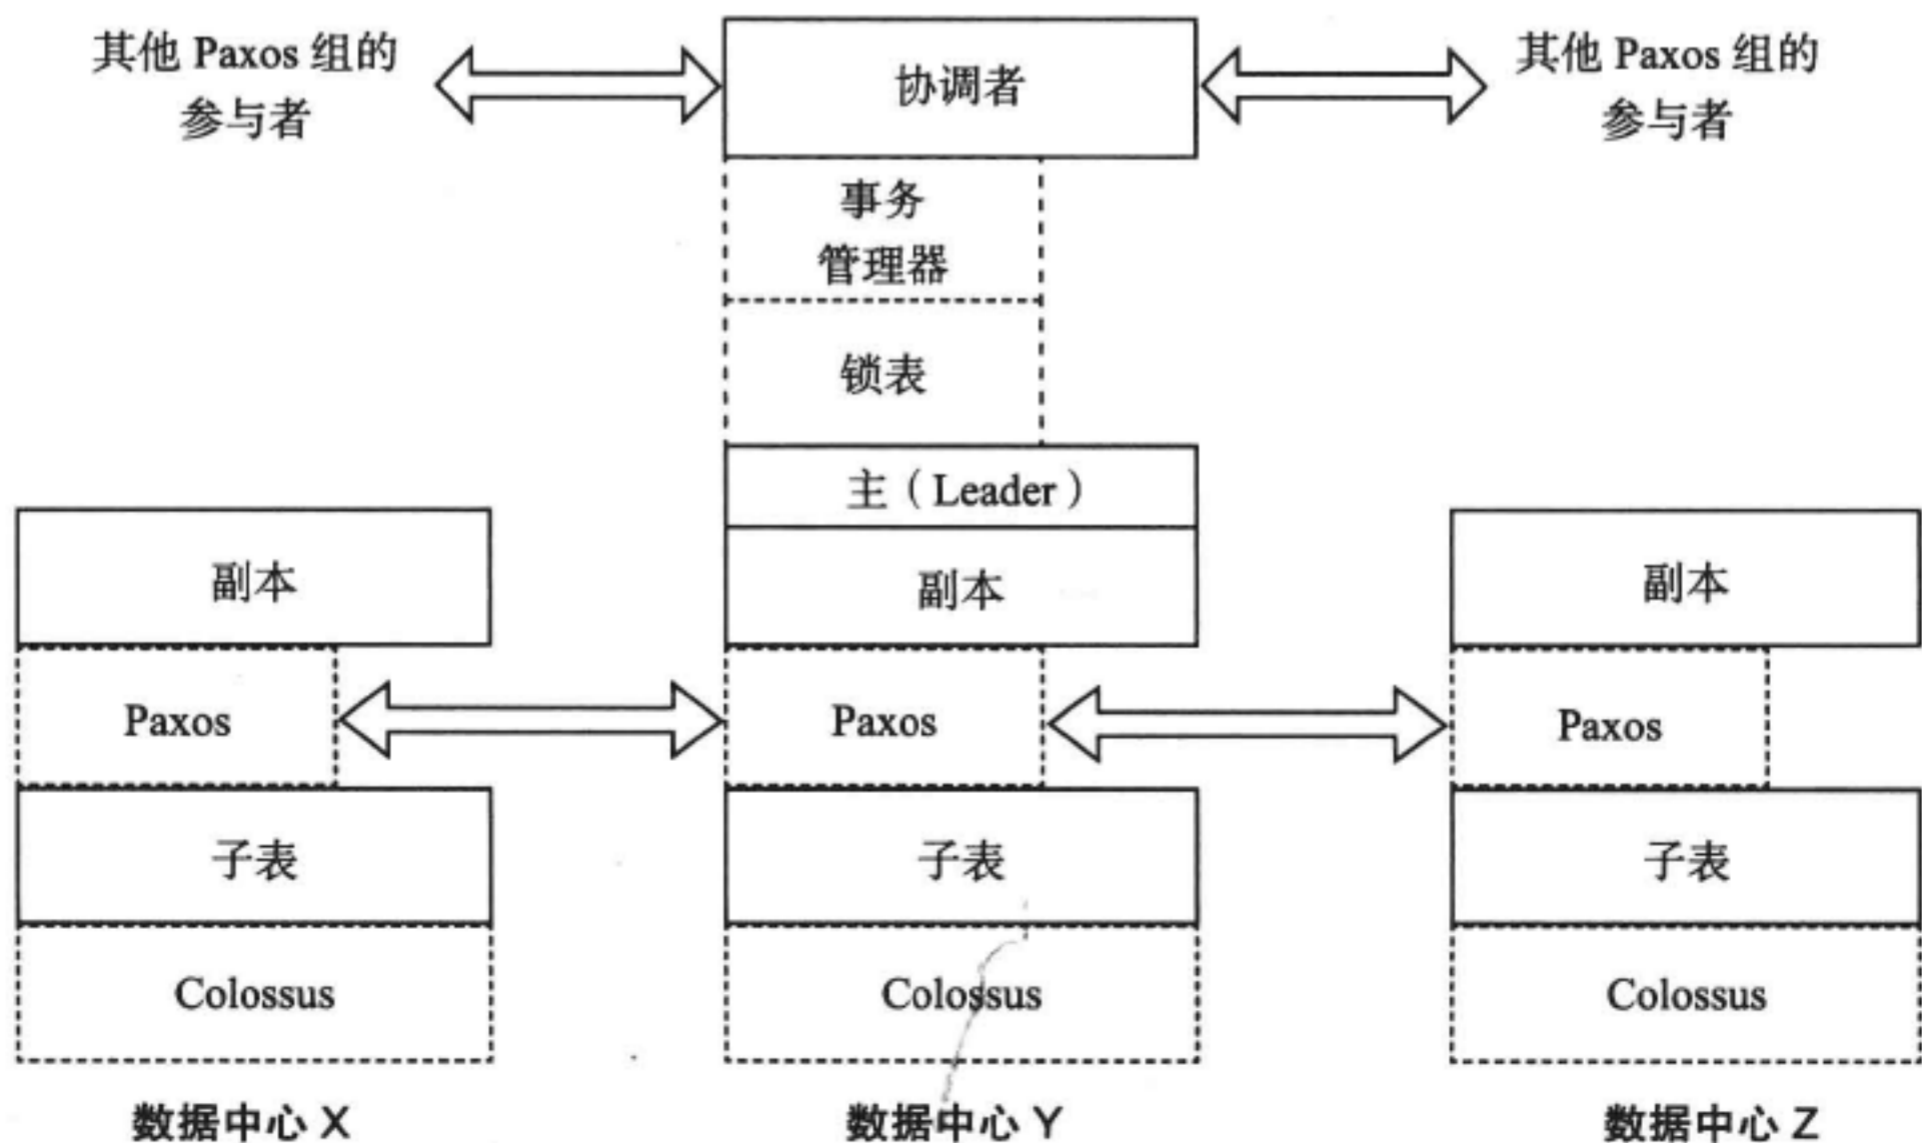 其他 Paxos 组的
参与者
协调者
其他 Paxos 组的
参与者
事务
管理器
锁表
主（Leader）
副本
副本
副本
Paxos
Paxos
Paxos
子表
子表
子表
Colossus
Colossus
Colossus
数据中心 X
数据中心 Y
数据中心 Z